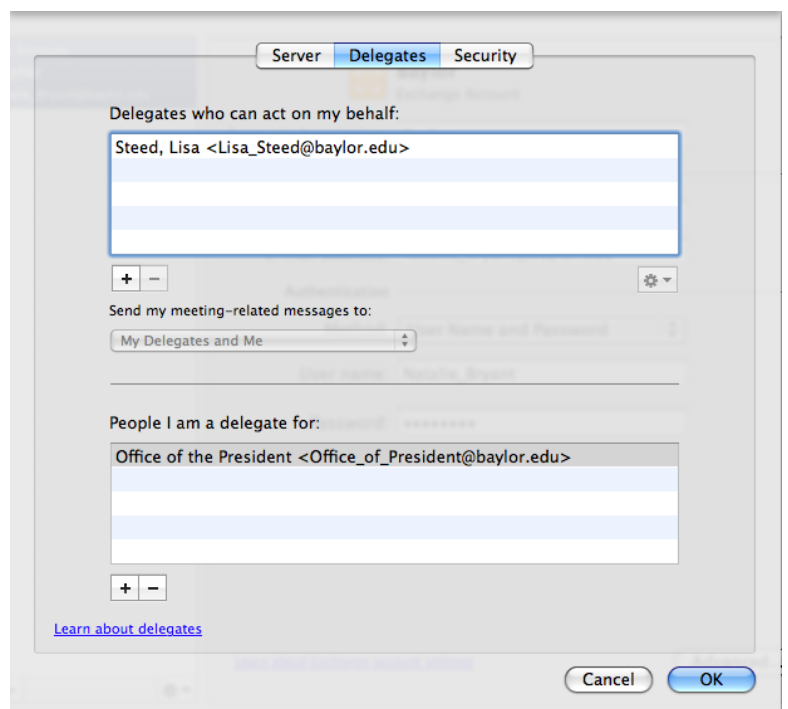 Server Delegates Security
Delegates who can act on my behalf:
Steed, Lisa <Lisa_Steed@baylor.edu>
+ −
Send my meeting-related messages to:
My Delegates and Me
People I am a delegate for:
Office of the President <Office_of_President@baylor.edu>
+ −
Learn about delegates
Cancel OK